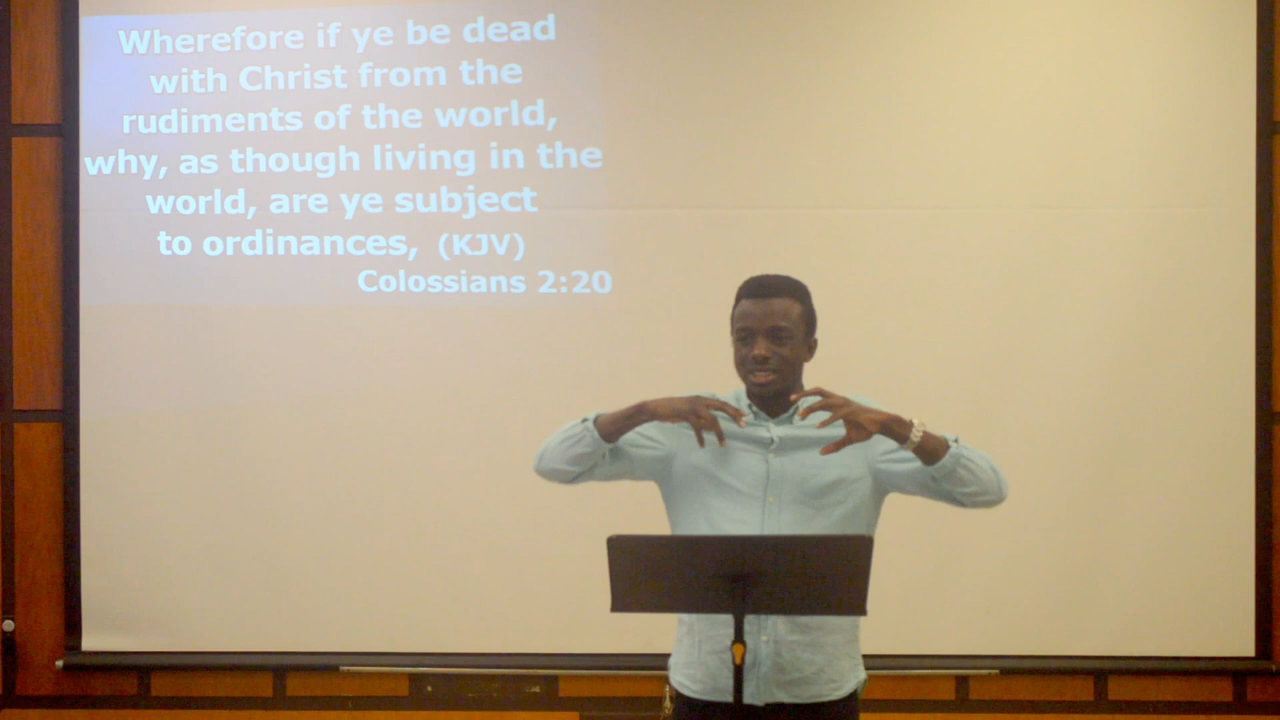 Wherefore if ye be dead
with Christ from the
rudiments of the world,
why, as though living in the
world, are ye subject
to ordinances, (KJV)
Colossians 2:20